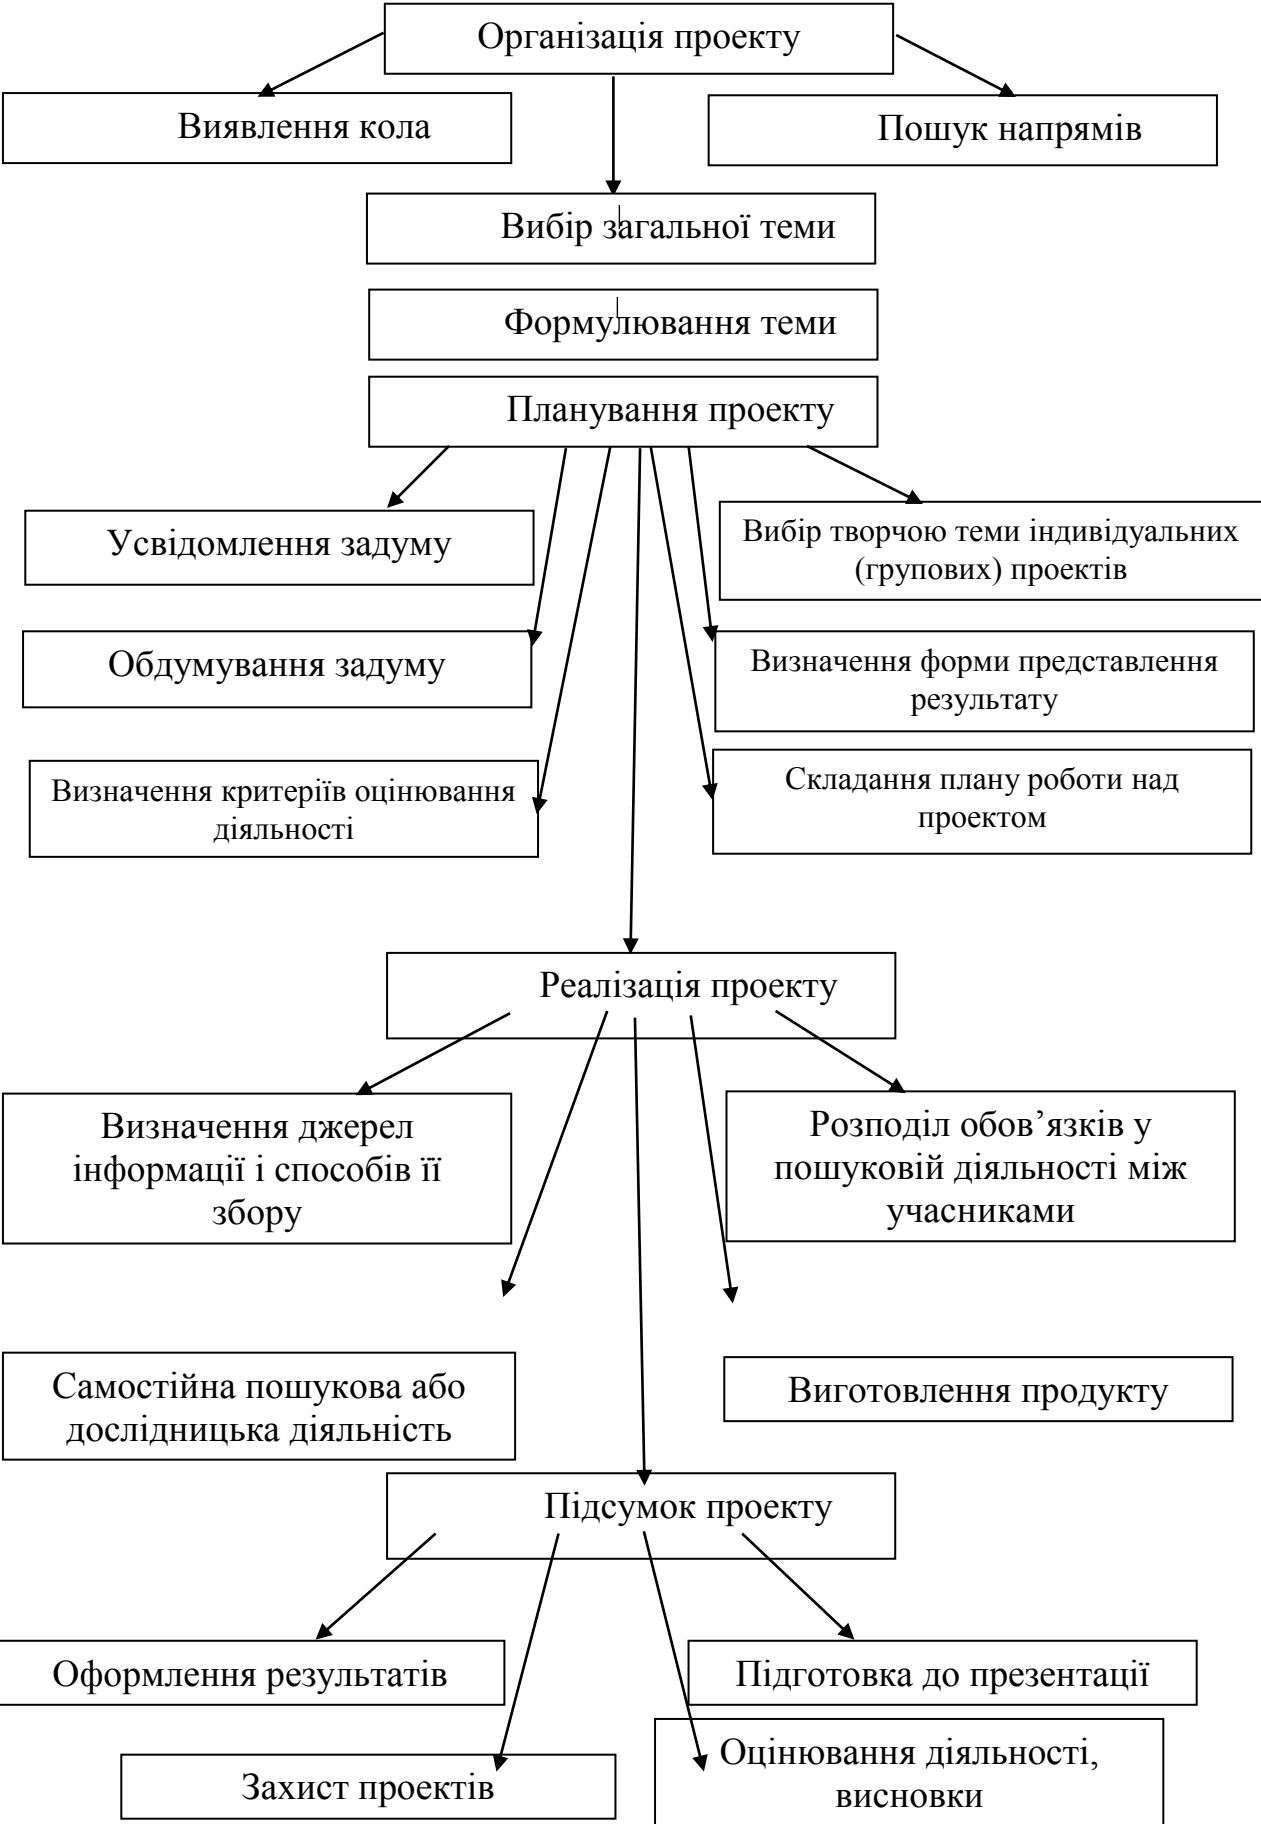 Організація проекту
Виявлення кола
Пошук напрямів
Вибір загальної теми
Формулювання теми
Планування проекту
Усвідомлення задуму
Вибір творчою теми індивідуальних
(групових) проектів
Обдумування задуму
Визначення форми представлення
результату
Визначення критеріїв оцінювання
діяльності
Складання плану роботи над
проектом
Реалізація проекту
Визначення джерел
інформації і способів її
збору
Розподіл обов’язків у
пошуковій діяльності між
учасниками
Самостійна пошукова або
дослідницька діяльність
Виготовлення продукту
Підсумок проекту
Оформлення результатів
Підготовка до презентації
Захист проектів
Оцінювання діяльності,
висновки